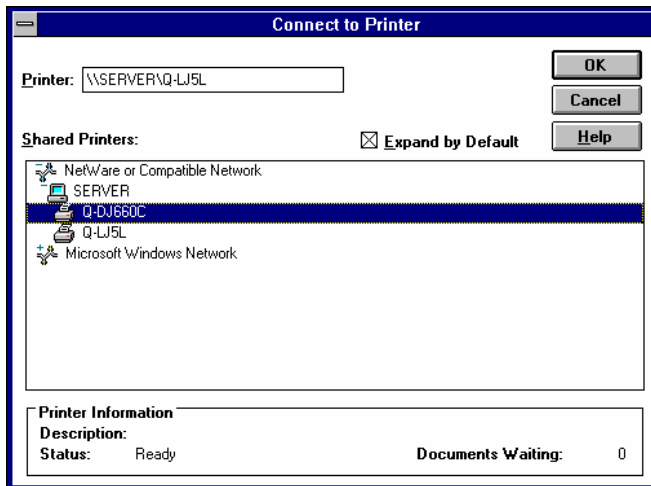 Connect to Printer
Printer: \\SERVER\Q-LJ5L
OK
Cancel
Shared Printers:
Expand by Default
Help
NetWare or Compatible Network
SERVER
Q-DJ660C
Q-LJ5L
Microsoft Windows Network
Printer Information
Description:
Status: Ready Documents Waiting: 0